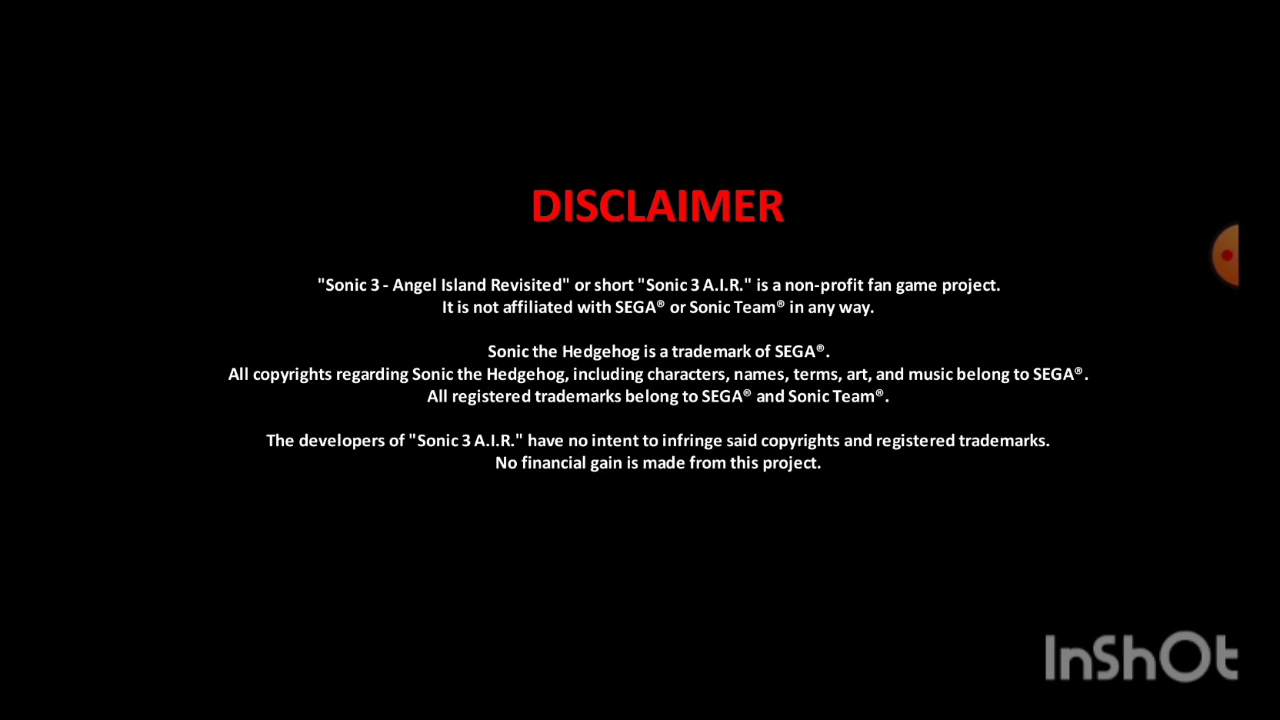 DISCLAIMER
"Sonic 3 - Angel Island Revisited" or short "Sonic 3 A.I.R." is a non-profit fan game project.
It is not affiliated with SEGA® or Sonic Team® in any way.
Sonic the Hedgehog is a trademark of SEGA®.
All copyrights regarding Sonic the Hedgehog, including characters, names, terms, art, and music belong to SEGA®.
All registered trademarks belong to SEGA® and Sonic Team®.
The developers of "Sonic 3 A.I.R." have no intent to infringe said copyrights and registered trademarks.
No financial gain is made from this project.
InShOt